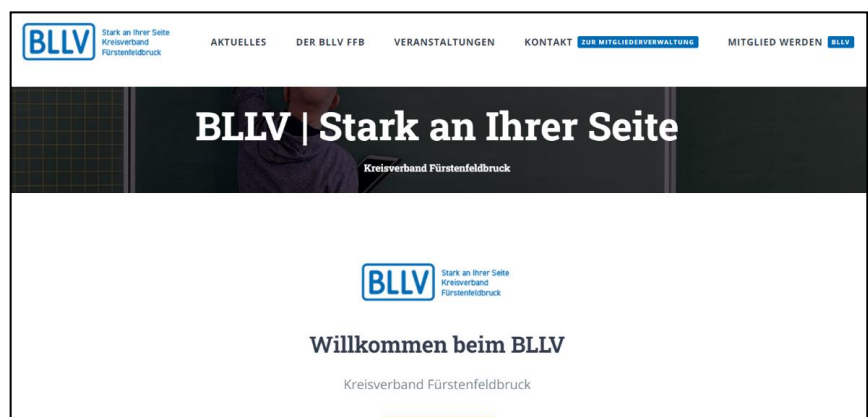 BLLV
Stark an Ihrer Seite
Kreisverband
Fürstenfeldbruck
AKTUELLES DER BLLV FFB VERANSTALTUNGEN KONTAKT ZUR MITGLIEDERVERWALTUNG MITGLIED WERDEN BLLV
BLLV | Stark an Ihrer Seite
Kreisverband Fürstenfeldbruck
BLLV
Stark an Ihrer Seite
Kreisverband
Fürstenfeldbruck
Willkommen beim BLLV
Kreisverband Fürstenfeldbruck